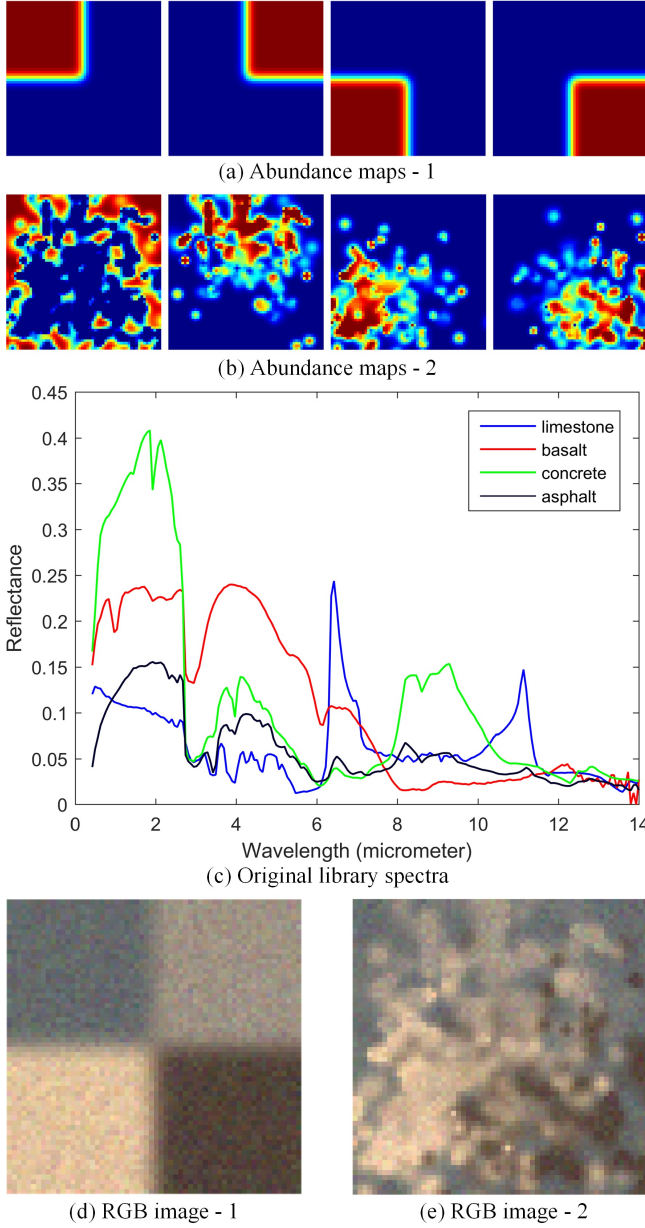 (a) Abundance maps - 1
(b) Abundance maps - 2
0.45
0.4
0.35
0.3
0.25
0.2
0.15
0.1
0.05
0
Reflectance
limestone
basalt
concrete
asphalt
0 2 4 6 8 10 12 14
Wavelength (micrometer)
(c) Original library spectra
(d) RGB image - 1
(e) RGB image - 2